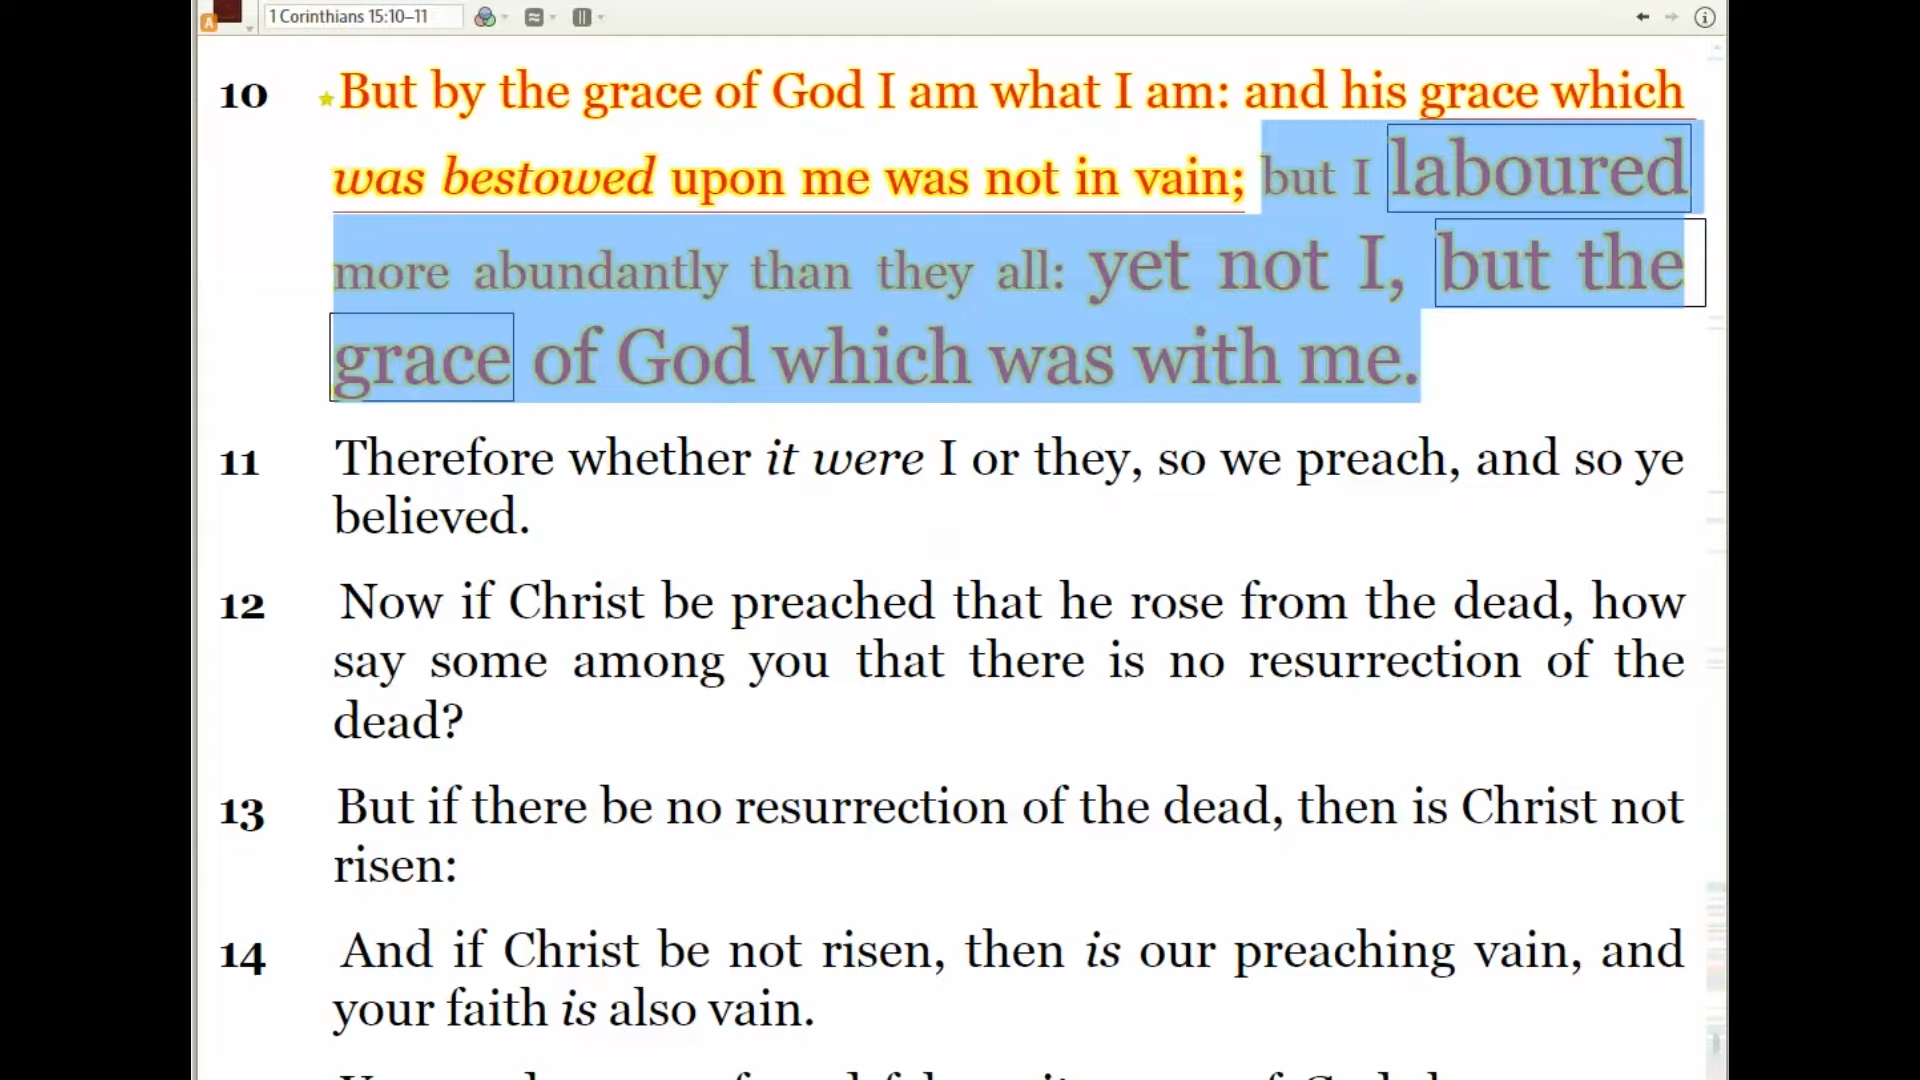 A
1 Corinthians 15:10–11
10 But by the grace of God I am what I am: and his grace which
was bestowed upon me was not in vain; but I laboured
more abundantly than they all: yet not I, but the
grace of God which was with me.
11 Therefore whether it were I or they, so we preach, and so ye
believed.
12 Now if Christ be preached that he rose from the dead, how
say some among you that there is no resurrection of the
dead?
13 But if there be no resurrection of the dead, then is Christ not
risen:
14 And if Christ be not risen, then is our preaching vain, and
your faith is also vain.